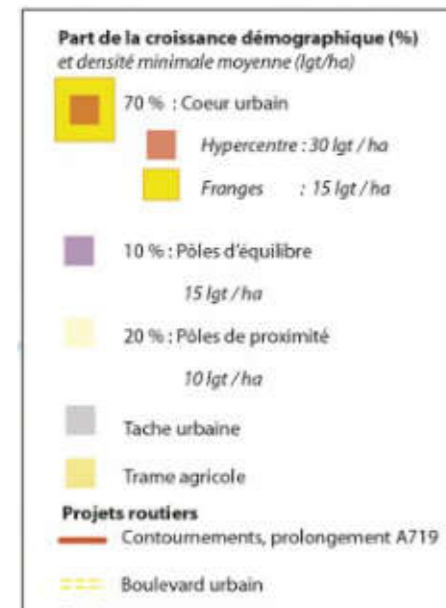 Part de la croissance démographique (%)
et densité minimale moyenne (lgt/ha)
70 % : Coeur urbain
Hypercentre : 30 lgt / ha
Franges : 15 lgt / ha
10 % : Pôles d'équilibre
15 lgt / ha
20 % : Pôles de proximité
10 lgt / ha
Tache urbaine
Trame agricole
Projets routiers
Contournements, prolongement A719
Boulevard urbain